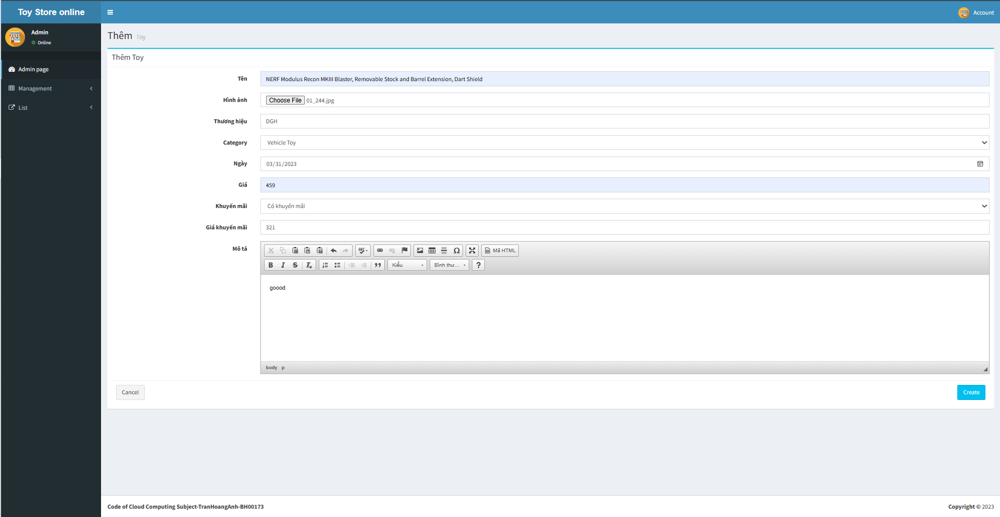 Toy Store online
Account
Admin
Online
Admin page
Management
List
Thêm Toy
Thêm Toy
Tên NERF Modulus Recon MKIII Blaster, Removable Stock and Barrel Extension, Dart Shield
Hình ảnh Choose File 01_244.jpg
Thương hiệu DGH
Category Vehicle Toy
Ngày 03/31/2023
Giá 459
Khuyến mãi Có khuyến mãi
Giá khuyến mãi 321
Mô tả
ABC Ω Mã HTML
B I S Tx Kiểu Bình thư... ?
goood
body p
Cancel Create
Code of Cloud Computing Subject-TranHoangAnh-BH00173 Copyright © 2023